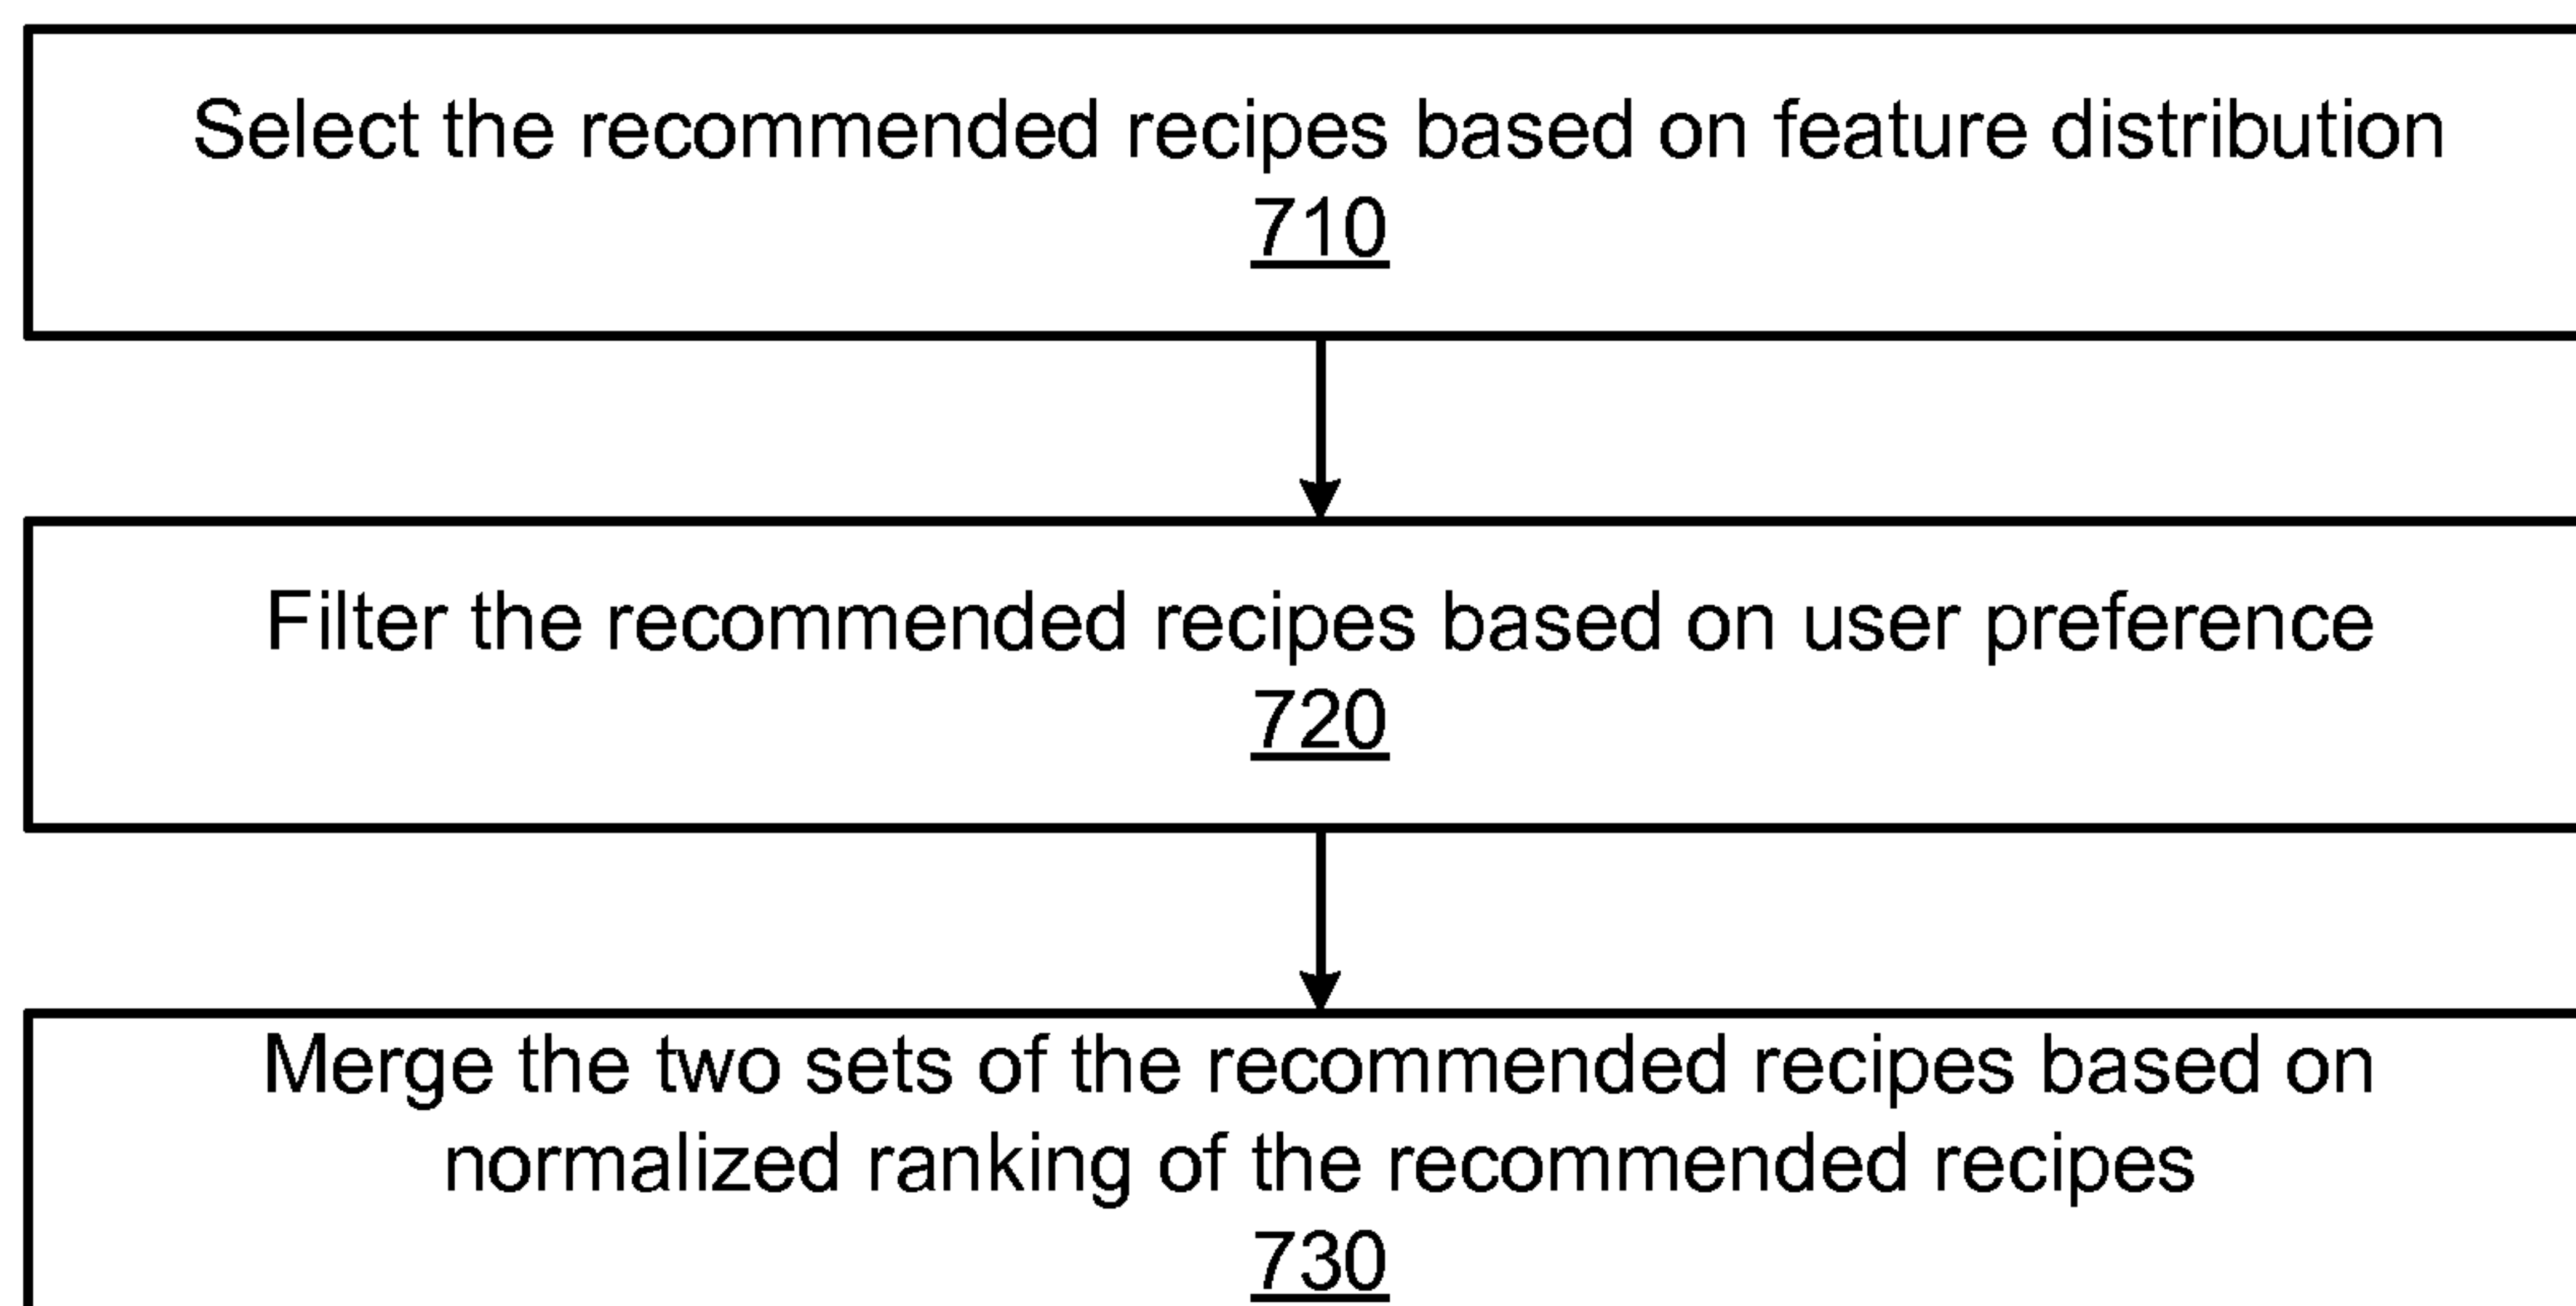 Select the recommended recipes based on feature distribution
710
Filter the recommended recipes based on user preference
720
Merge the two sets of the recommended recipes based on
normalized ranking of the recommended recipes
730